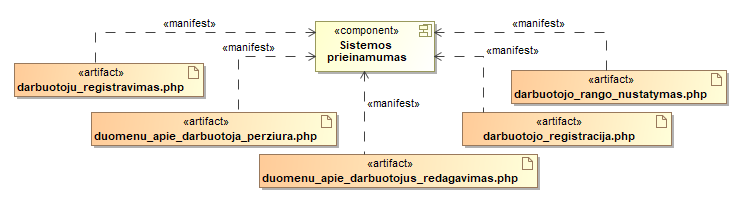 «manifest»
«component»
Sistemos
prieinamumas
«manifest»
«manifest»
«manifest»
«manifest»
«artifact»
darbuotoju_registravimas.php
«artifact»
darbuotojo_rango_nustatymas.php
«artifact»
duomenu_apie_darbuotoja_perziura.php
«artifact»
darbuotojo_registracija.php
«artifact»
duomenu_apie_darbuotojus_redagavimas.php